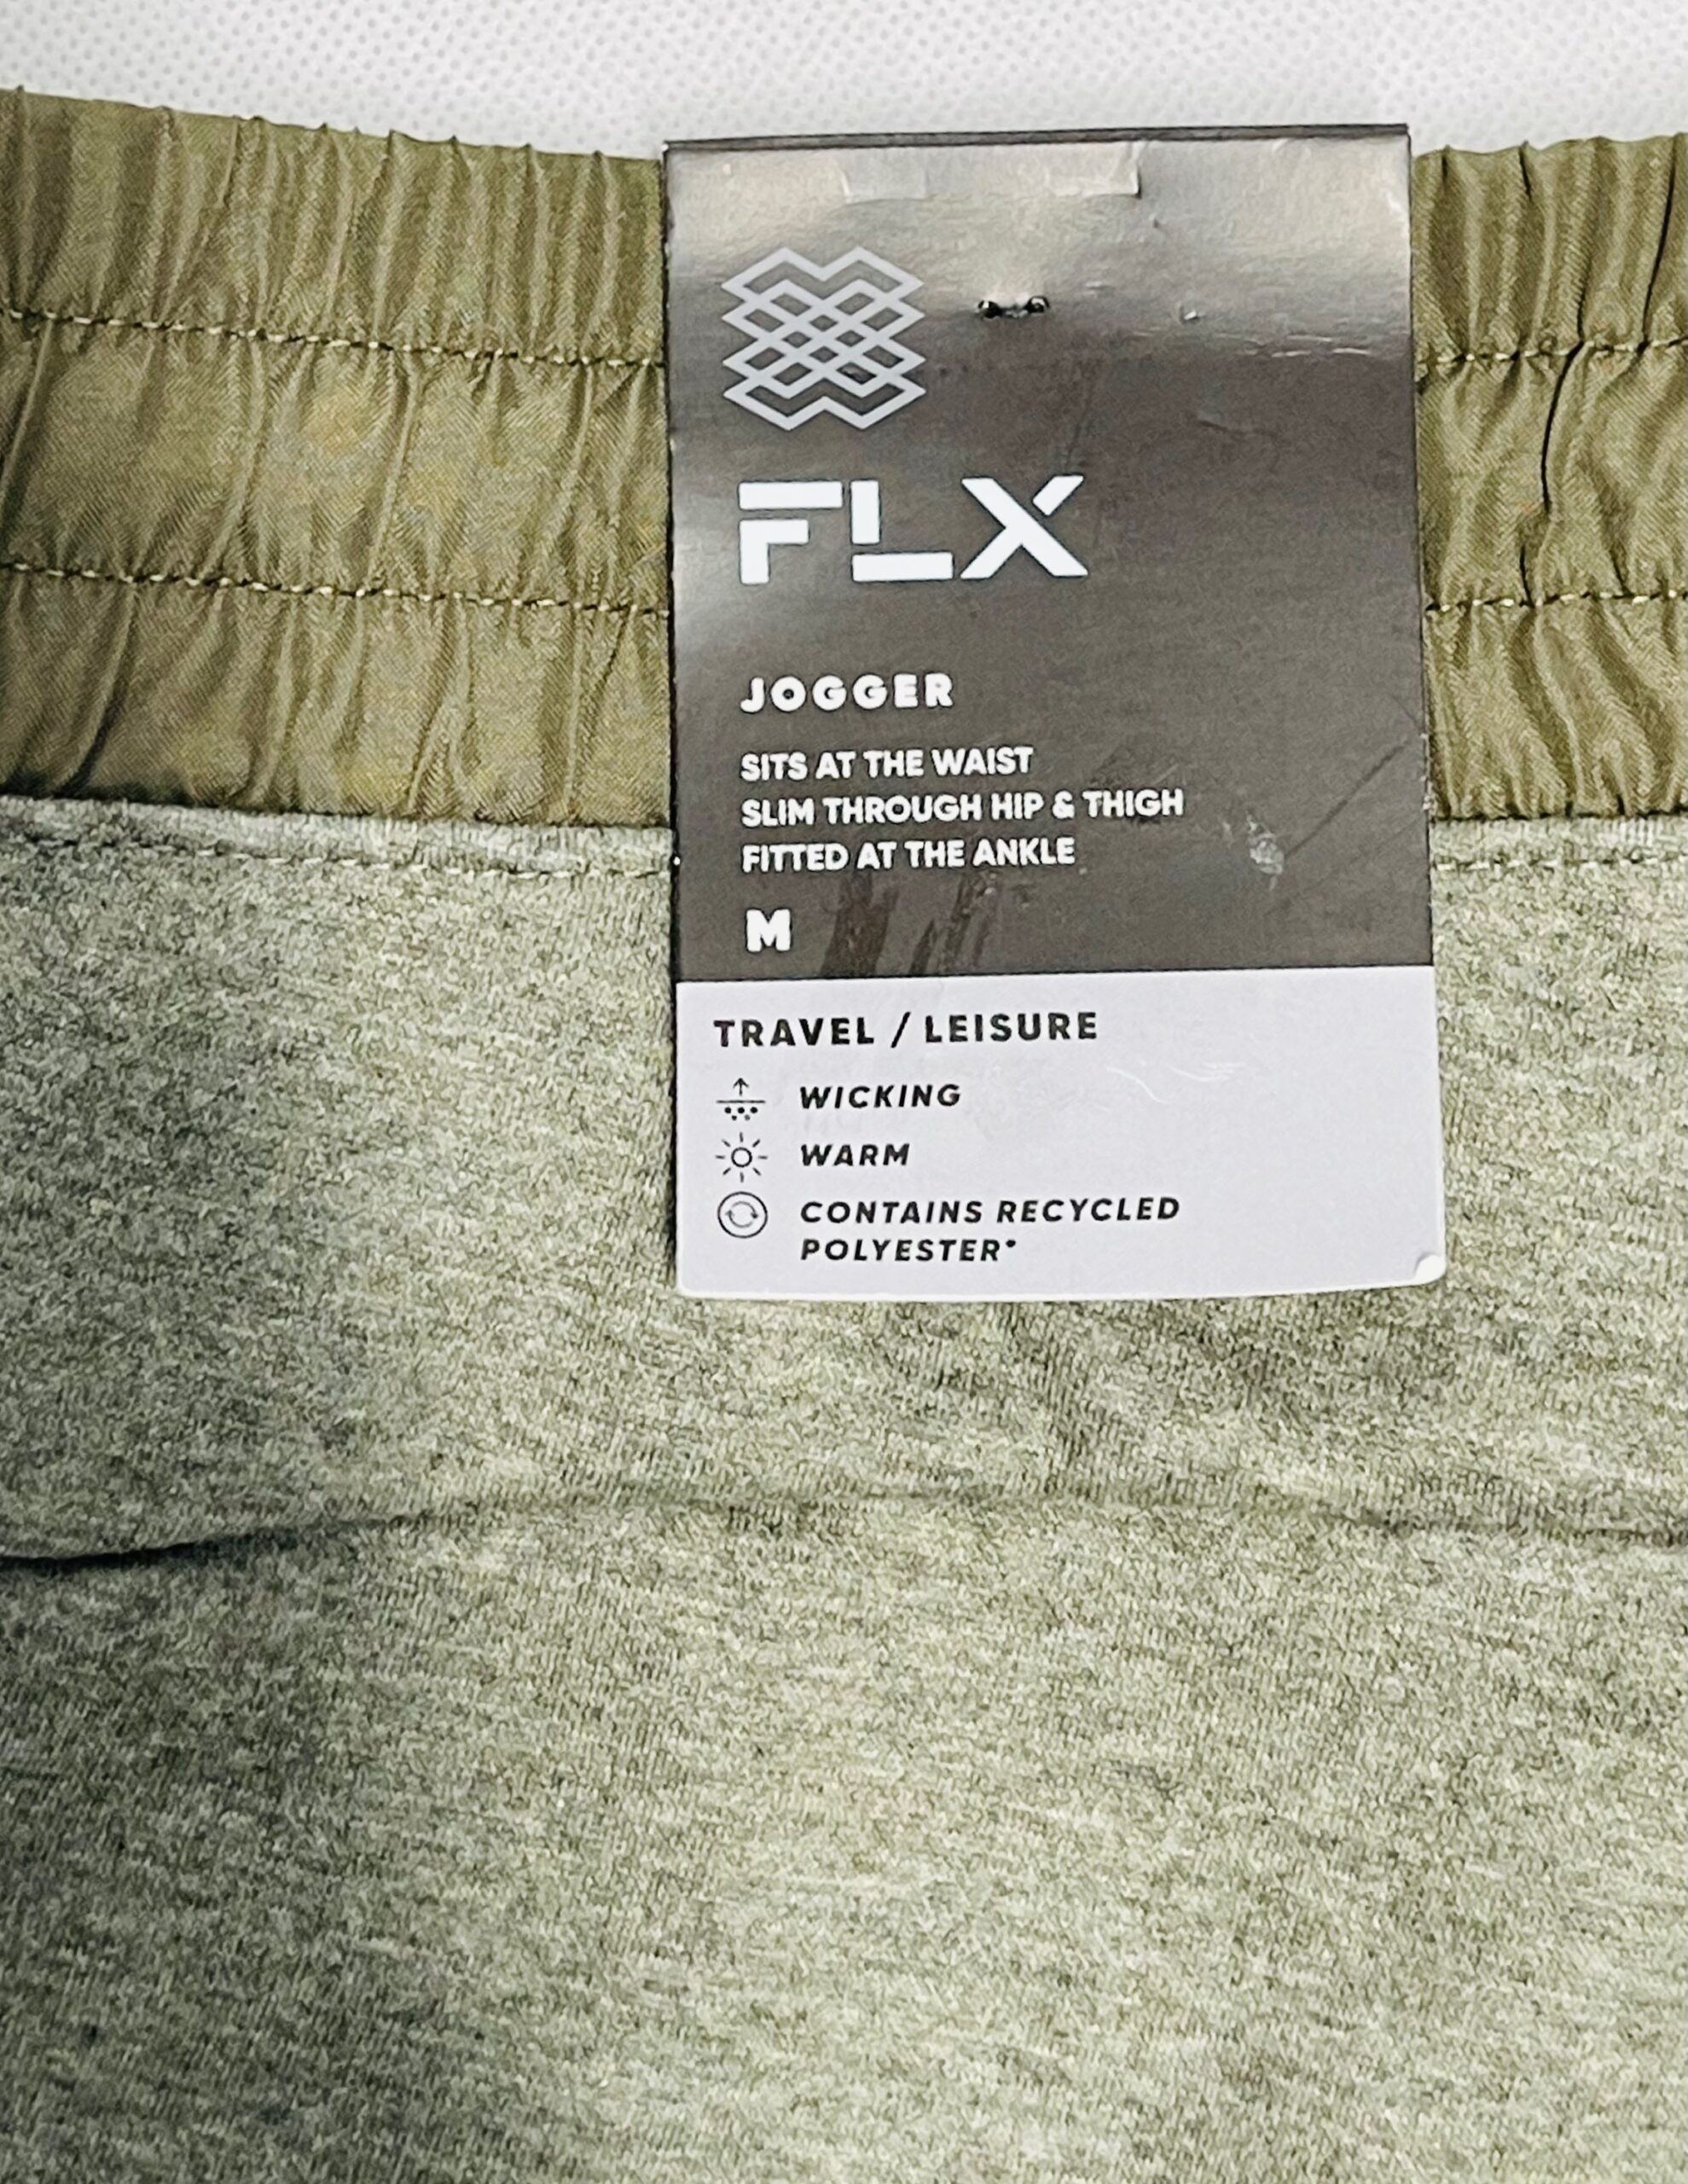 FLX
JOGGER
SITS AT THE WAIST
SLIM THROUGH HIP & THIGH
FITTED AT THE ANKLE
M
TRAVEL / LEISURE
WICKING
WARM
CONTAINS RECYCLED
POLYESTER*